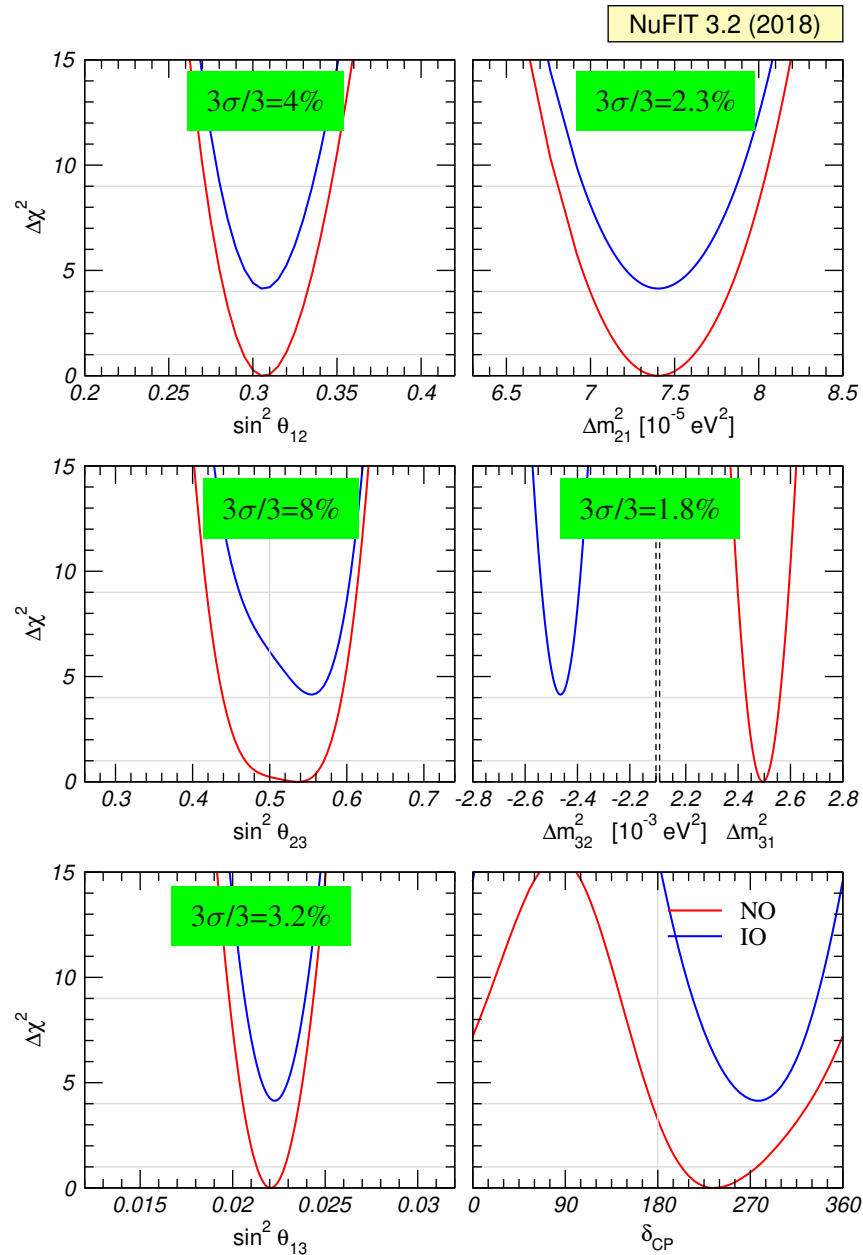 NuFIT 3.2 (2018)
15
10
5
0
Δχ²
3σ/3=4%
3σ/3=2.3%
0.2 0.25 0.3 0.35 0.4
6.5 7 7.5 8 8.5
sin² θ₁₂
Δm²₂₁ [10⁻⁵ eV²]
15
10
5
0
Δχ²
3σ/3=8%
3σ/3=1.8%
0.3 0.4 0.5 0.6 0.7
-2.8 -2.6 -2.4 -2.2 2.2 2.4 2.6 2.8
sin² θ₂₃
Δm²₃₂ [10⁻³ eV²] Δm²₃₁
15
10
5
0
Δχ²
3σ/3=3.2%
NO
IO
0.015 0.02 0.025 0.03
0 90 180 270 360
sin² θ₁₃
δ_CP